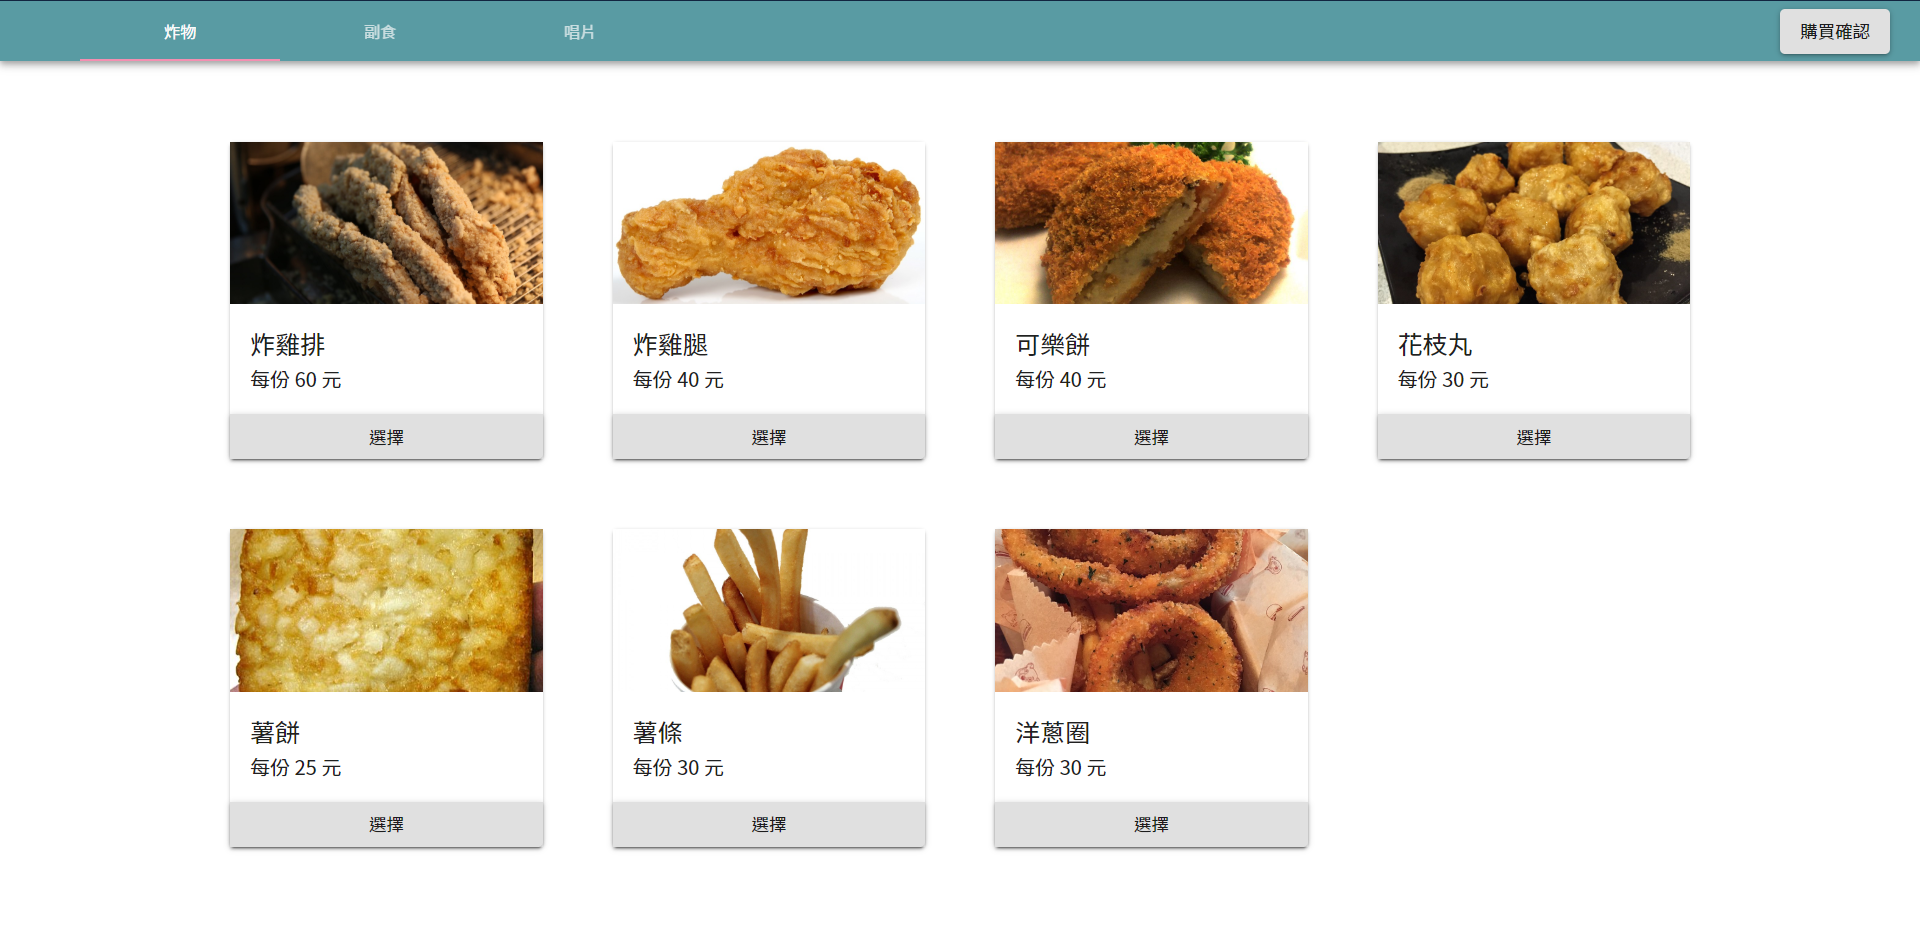 炸物
副食
唱片
購買確認
炸雞排
每份 60 元
選擇
炸雞腿
每份 40 元
選擇
可樂餅
每份 40 元
選擇
花枝丸
每份 30 元
選擇
薯餅
每份 25 元
選擇
薯條
每份 30 元
選擇
洋蔥圈
每份 30 元
選擇